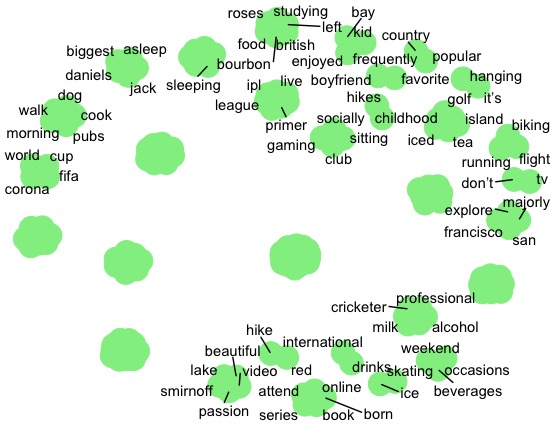 roses studying
left
bay
kid
food british
bourbon
enjoyed
country
frequently
popular
biggest asleep
daniels
jack
sleeping
ipl live
league
primer
boyfriend
favorite
hanging
golf it's
dog
walk
cook
morning
pubs
hikes
socially
childhood
gaming
sitting
club
island
iced
tea
biking
running
flight
world cup
fifa
corona
don't
tv
majorly
explore
francisco
san
professional
cricketer
milk
alcohol
hike
international
beautiful
weekend
lake
video
red
drinks
skating
occasions
smirnoff
attend
online
ice
beverages
passion
series
book
born